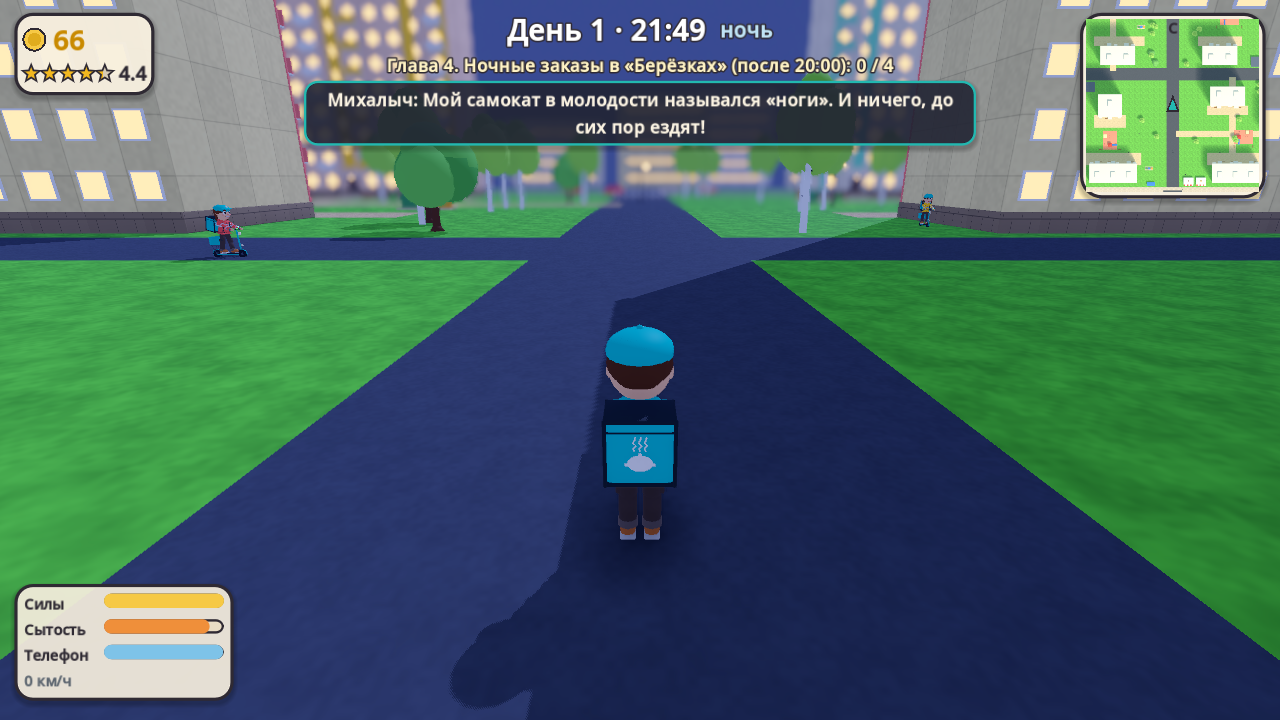 66
4.4
День 1 · 21:49 ночь
Глава 4. Ночные заказы в «Берёзках» (после 20:00): 0 / 4
Михалыч: Мой самокат в молодости назывался «ноги». И ничего, до
сих пор ездят!
С
Силы
Сытость
Телефон
0 км/ч